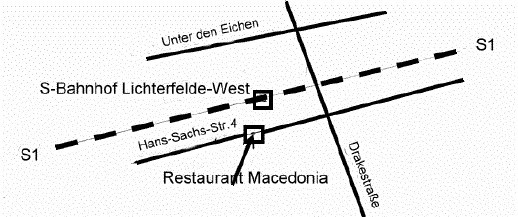 Unter den Eichen
S1
S-Bahnhof Lichterfelde-West
Hans-Sachs-Str.4
S1
Drakestraße
Restaurant Macedonia